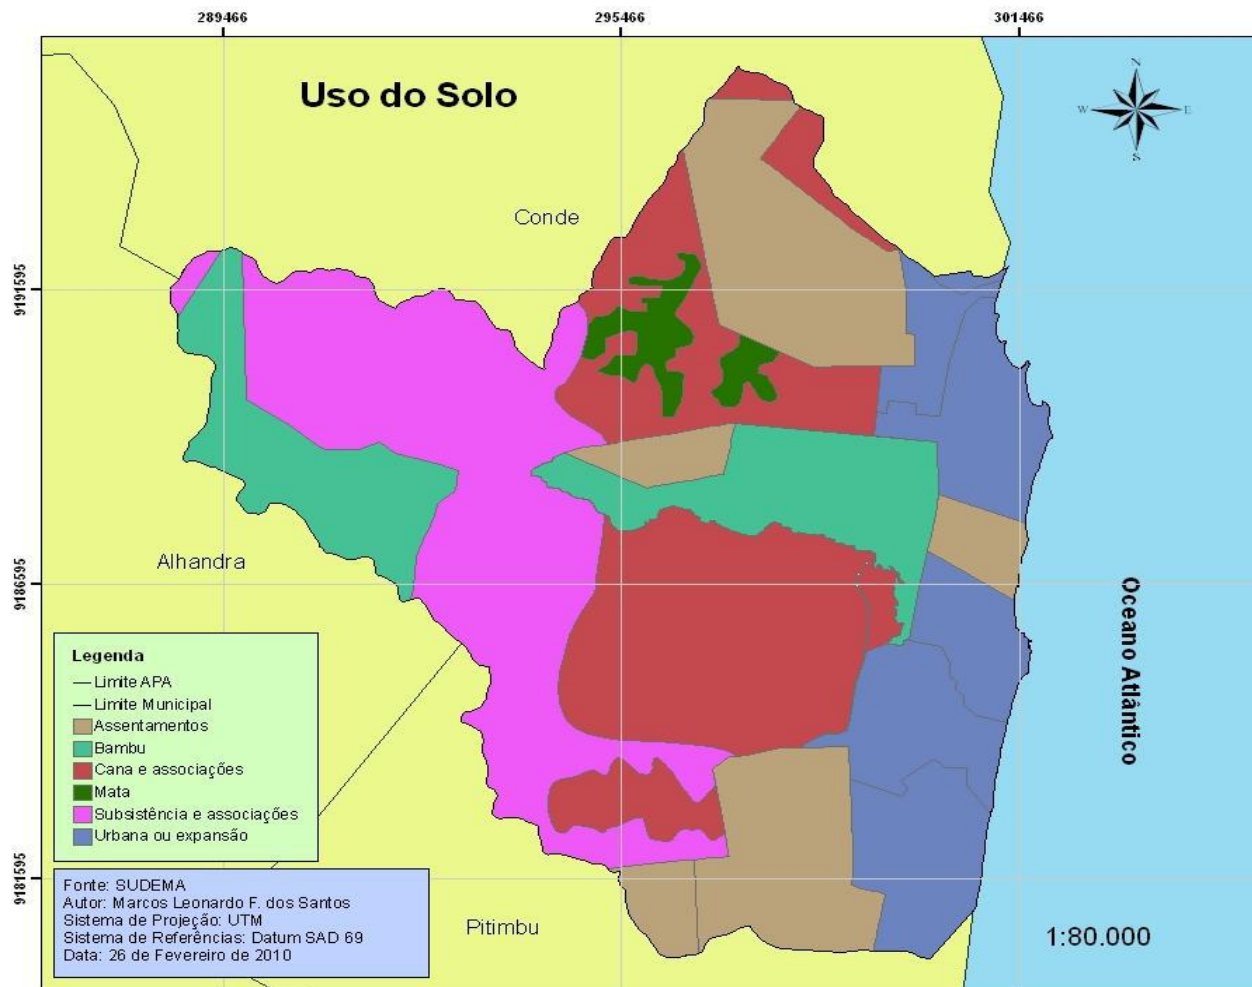 289466
295466
301466
Uso do Solo
N
W
E
S
Conde
9191595
Alhandra
9186595
Oceano Atlântico
Legenda
Limite APA
Limite Municipal
Assentamentos
Bambu
Cana e associações
Mata
Subsistência e associações
Urbana ou expansão
9181595
Fonte: SUDEMA
Autor: Marcos Leonardo F. dos Santos
Sistema de Projeção: UTM
Sistema de Referências: Datum SAD 69
Data: 26 de Fevereiro de 2010
Pitimbu
1:80.000